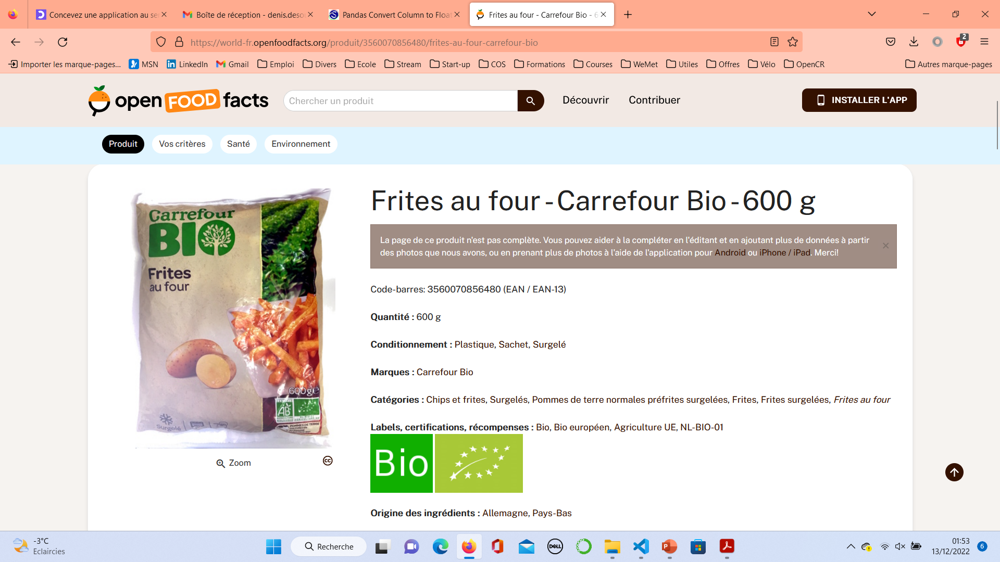 Concevez une application au se
Boîte de réception - denis.deso
Pandas Convert Column to Float
Frites au four - Carrefour Bio - 6
https://world-fr.openfoodfacts.org/produit/3560070856480/frites-au-four-carrefour-bio
2
Importer les marque-pages... MSN LinkedIn Gmail Emploi Divers Ecole Stream Start-up COS Formations Courses WeMet Utiles Offres Vélo OpenCR Autres marque-pages
open FOOD facts
Chercher un produit
Découvrir
Contribuer
INSTALLER L'APP
Produit
Vos critères
Santé
Environnement
Carrefour
BIO
Frites
au four
600g e
AB
Surgelé
Zoom
cc
Frites au four - Carrefour Bio - 600 g
La page de ce produit n'est pas complète. Vous pouvez aider à la compléter en l'éditant et en ajoutant plus de données à partir
des photos que nous avons, ou en prenant plus de photos à l'aide de l'application pour Android ou iPhone / iPad. Merci!
Code-barres: 3560070856480 (EAN / EAN-13)
Quantité : 600 g
Conditionnement : Plastique, Sachet, Surgelé
Marques : Carrefour Bio
Catégories : Chips et frites, Surgelés, Pommes de terre normales préfrites surgelées, Frites, Frites surgelées, Frites au four
Labels, certifications, récompenses : Bio, Bio européen, Agriculture UE, NL-BIO-01
Bio
Origine des ingrédients : Allemagne, Pays-Bas
-3°C
Eclaircies
Recherche
DELL
01:53
13/12/2022
6